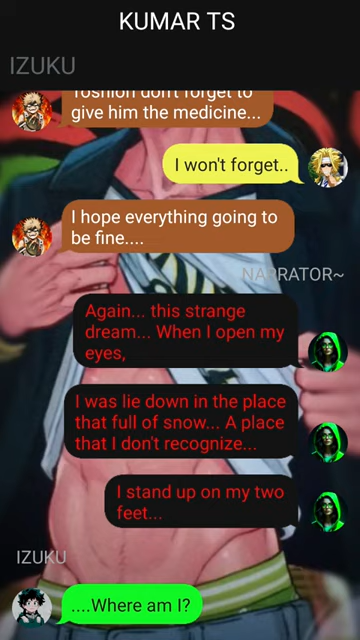 KUMAR TS
IZUKU
Toshion don't forget to
give him the medicine...
I won't forget..
I hope everything going to
be fine....
NARRATOR~
Again... this strange
dream... When I open my
eyes,
I was lie down in the place
that full of snow... A place
that I don't recognize...
I stand up on my two
feet...
IZUKU
....Where am I?